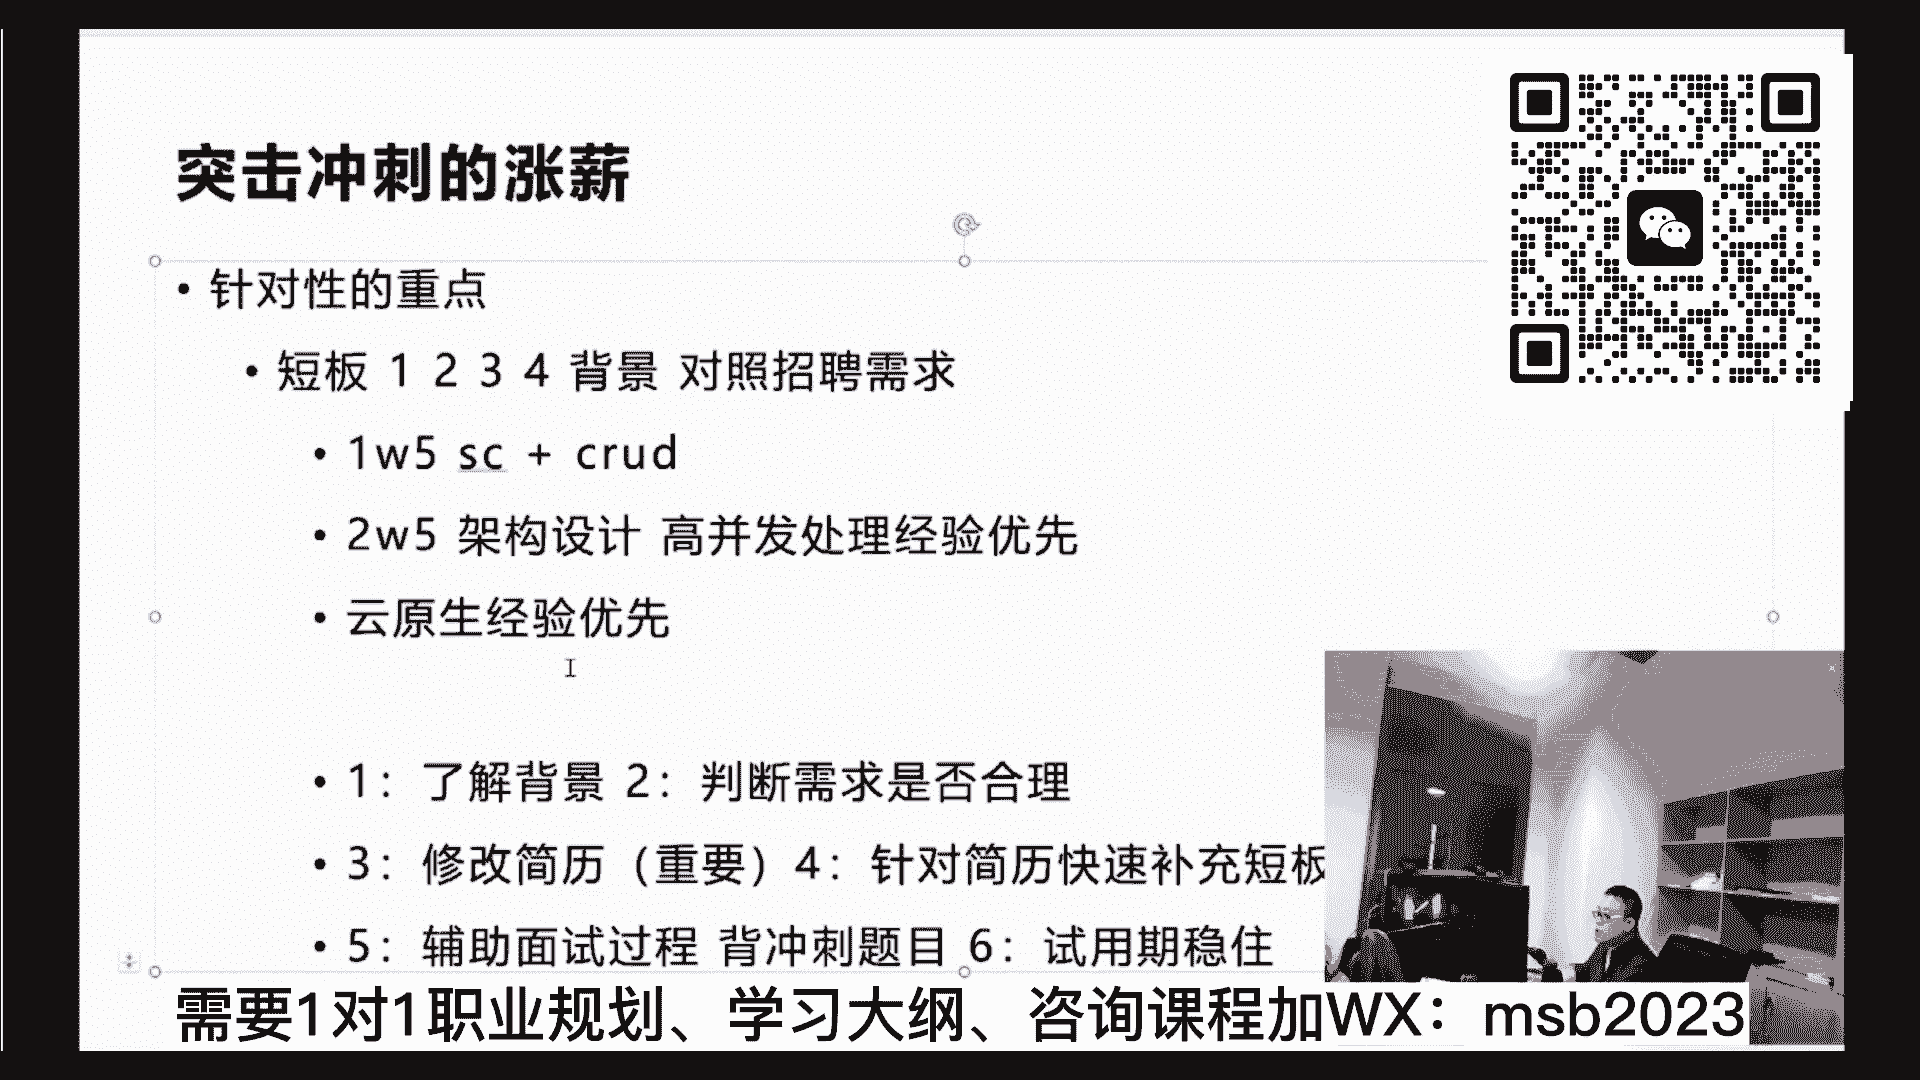 突击冲刺的涨薪
• 针对性的重点
• 短板 1 2 3 4 背景 对照招聘需求
• 1w5 sc + crud
• 2w5 架构设计 高并发处理经验优先
• 云原生经验优先
• 1：了解背景 2：判断需求是否合理
• 3：修改简历（重要）4：针对简历快速补充短板
• 5：辅助面试过程 背冲刺题目 6：试用期稳住
需要1对1职业规划、学习大纲、咨询课程加WX：msb2023